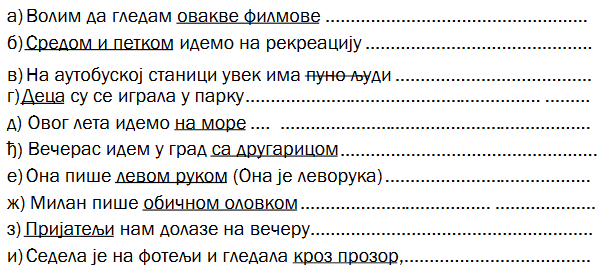 а) Волим да гледам овакве филмове ................................................
б) Средом и петком идемо на рекреацију .........................................
в) На аутобуској станици увек има пуно људи ...................................
г) Деца су се играла у парку...................................................... .........
д) Овог лета идемо на море .... .......................................................
ђ) Вечерас идем у град са другарицом..............................................
е) Она пише левом руком (Она је леворука) .....................................
ж) Милан пише обичном оловком.................................. ...................
з) Пријатељи нам долазе на вечеру...................................................
и) Седела је на фотељи и гледала кроз прозор,..................................